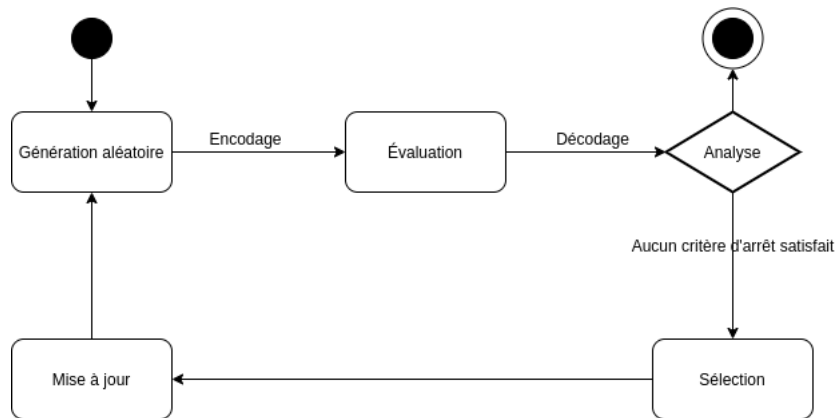 Génération aléatoire
Encodage
Évaluation
Décodage
Analyse
Aucun critère d'arrêt satisfait
Mise à jour
Sélection